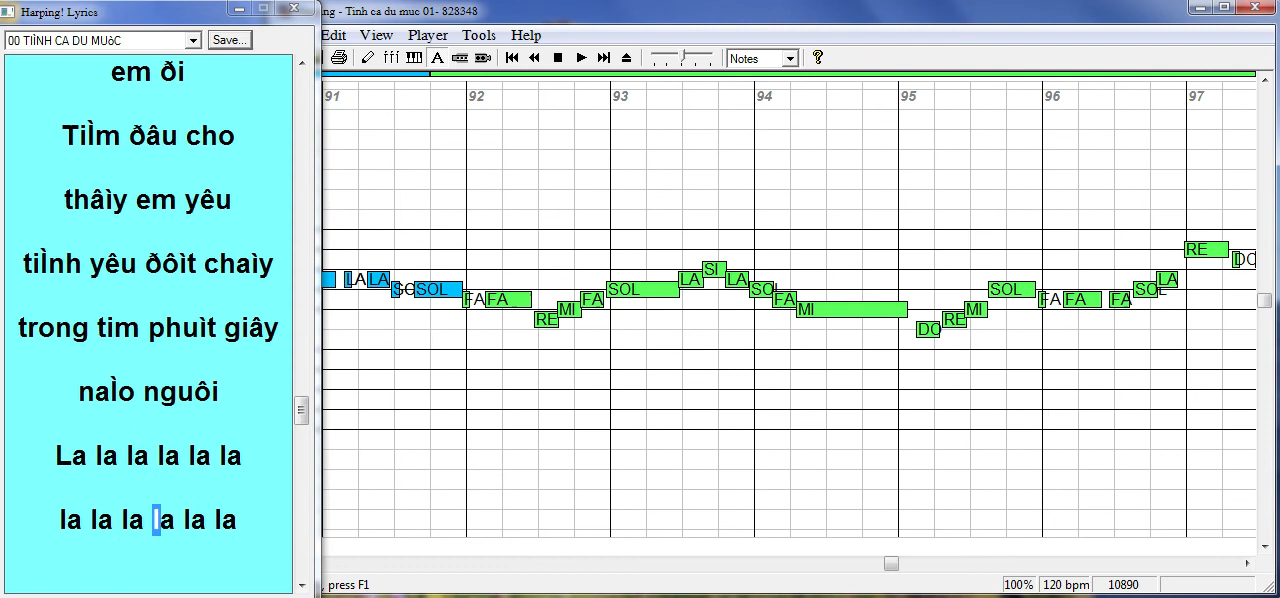 Harping! Lyrics
00 TIÌNH CA DU MUòC
Save...
em ði
TiÌm ðâu cho
thâìy em yêu
tiÌnh yêu ðôìt chaìy
trong tim phuìt giây
naÌo nguôi
La la la la la la
la la la la la la
ng - Tinh ca du muc 01- 828348
Edit View Player Tools Help
A
Notes
91 92 93 94 95 96 97
LA LA SOL SOL FA FA RE MI FA SOL LA SI LA SOL FA MI DO RE MI SOL FA FA FA SOL LA RE DO
, press F1
100% 120 bpm 10890